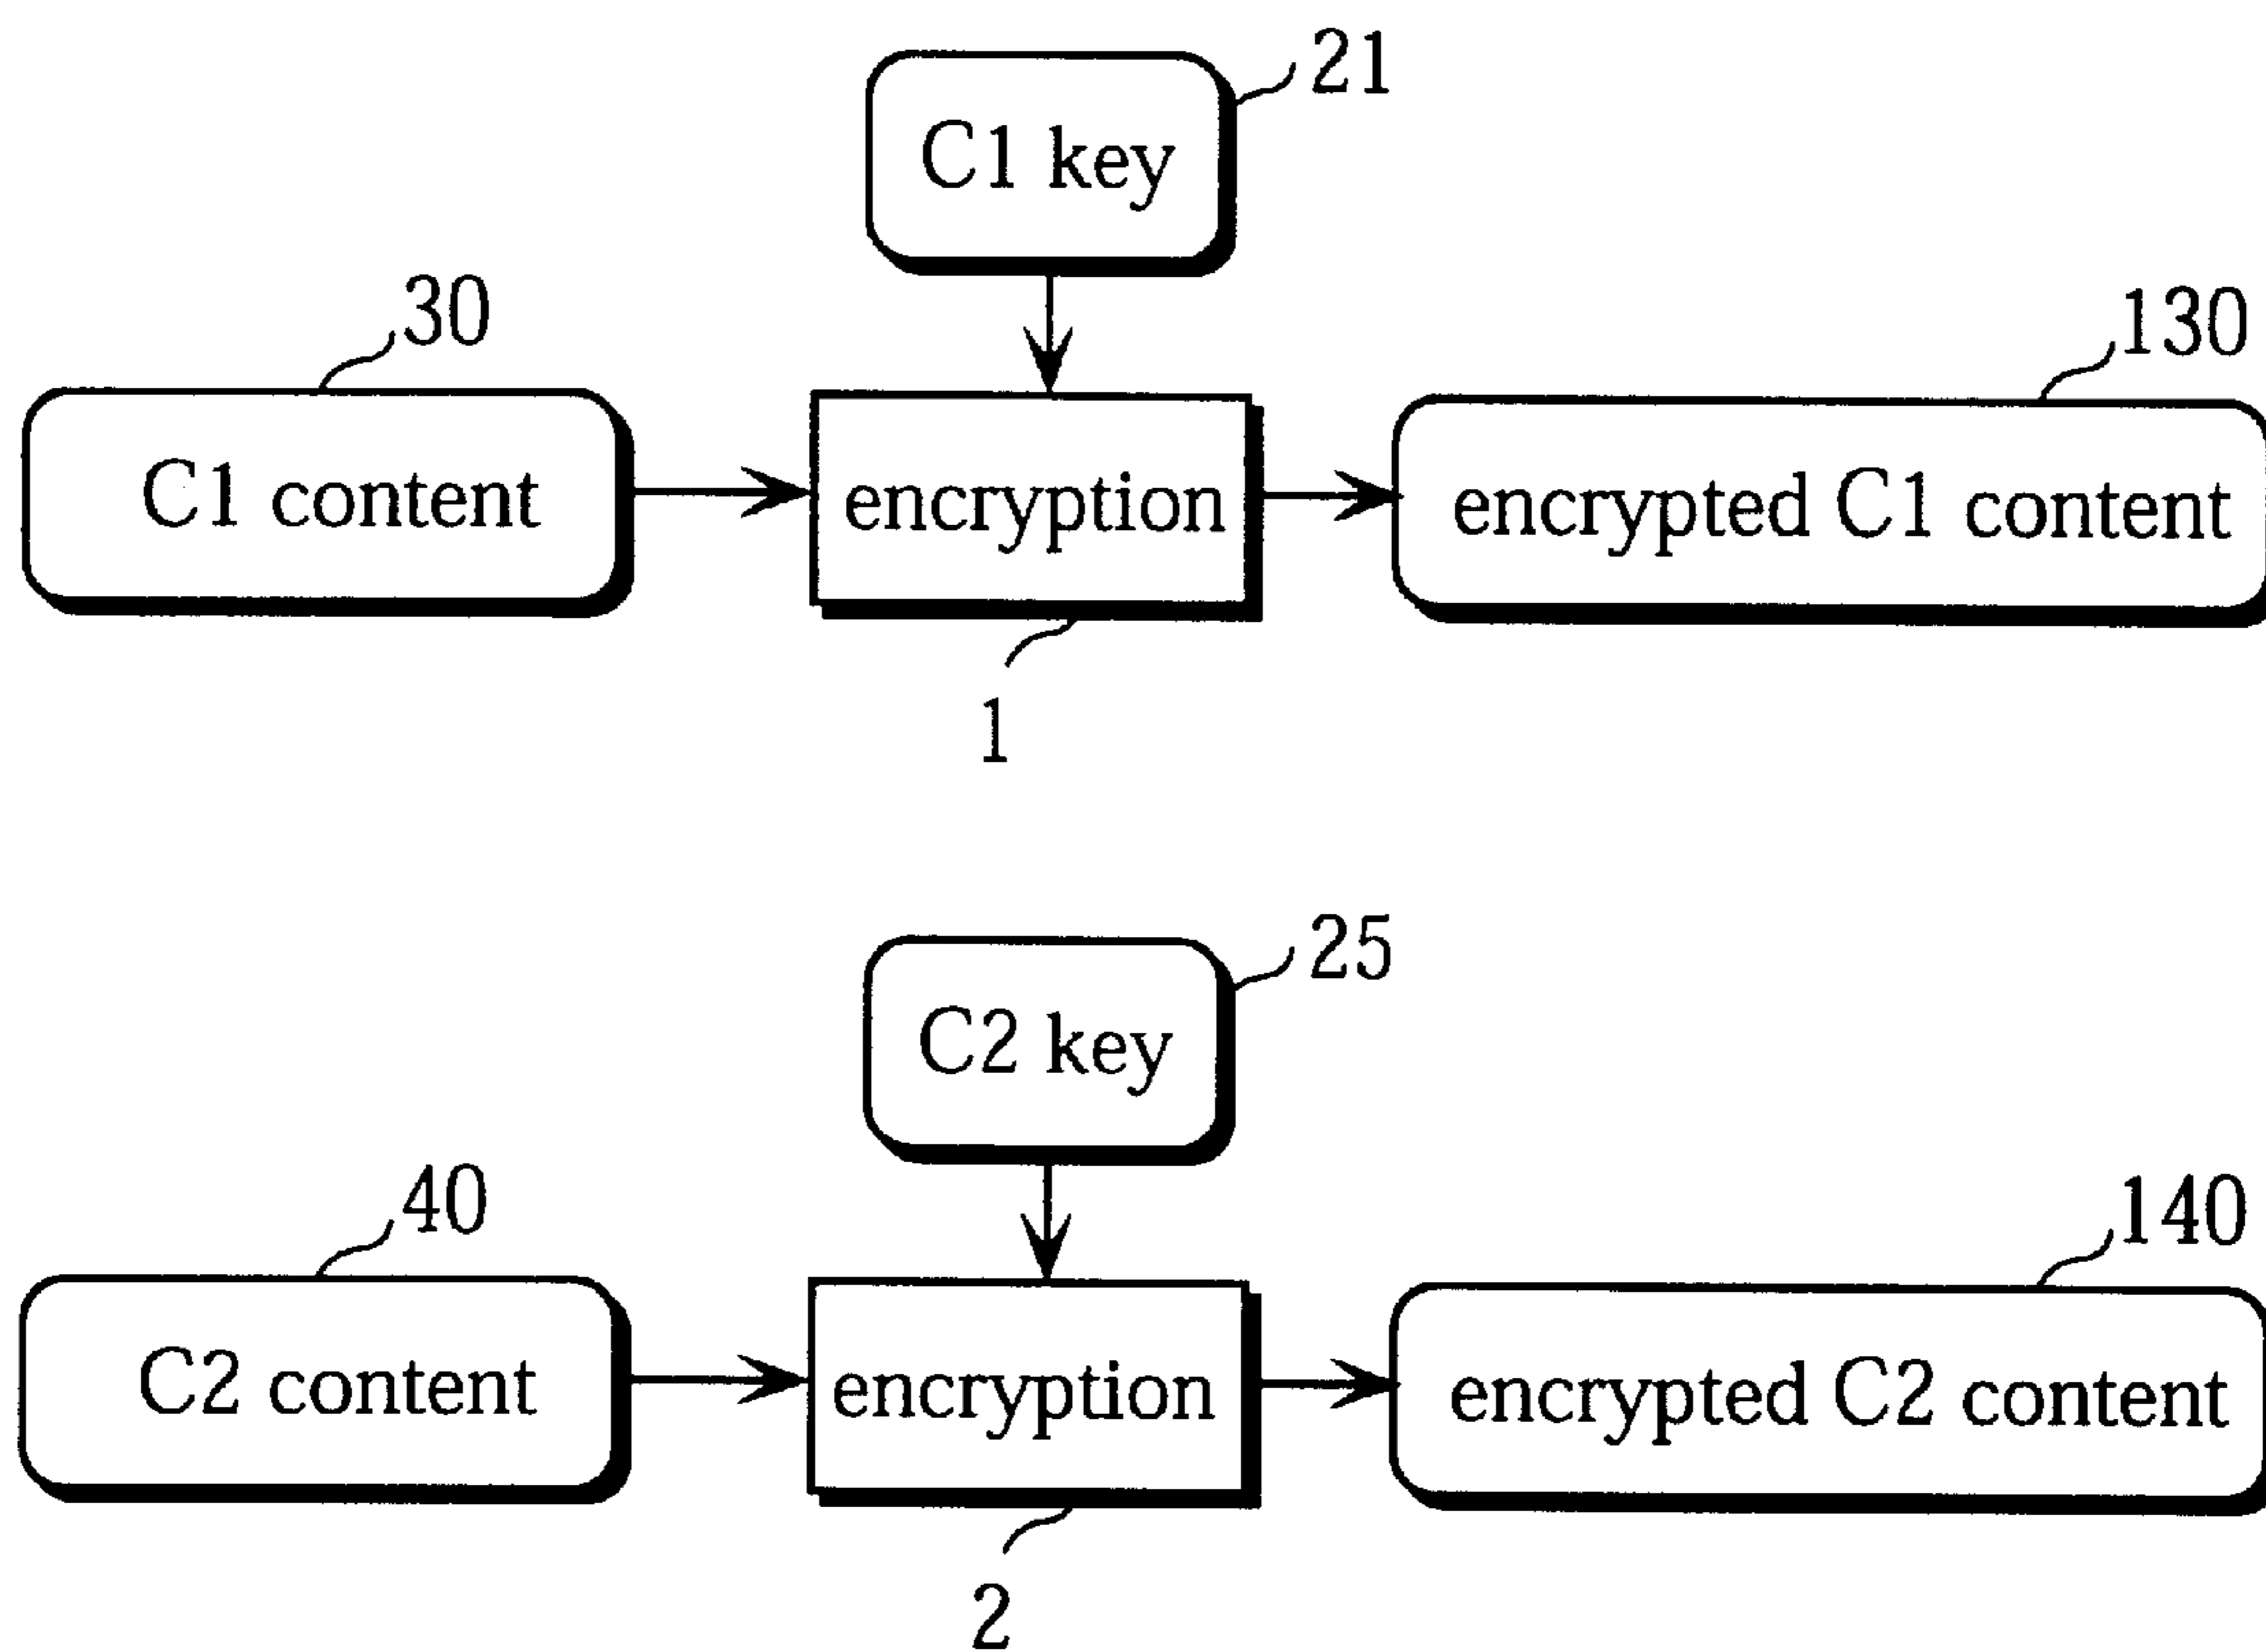 21
C1 key
30
130
C1 content
encryption
encrypted C1 content
1
25
C2 key
40
140
C2 content
encryption
encrypted C2 content
2